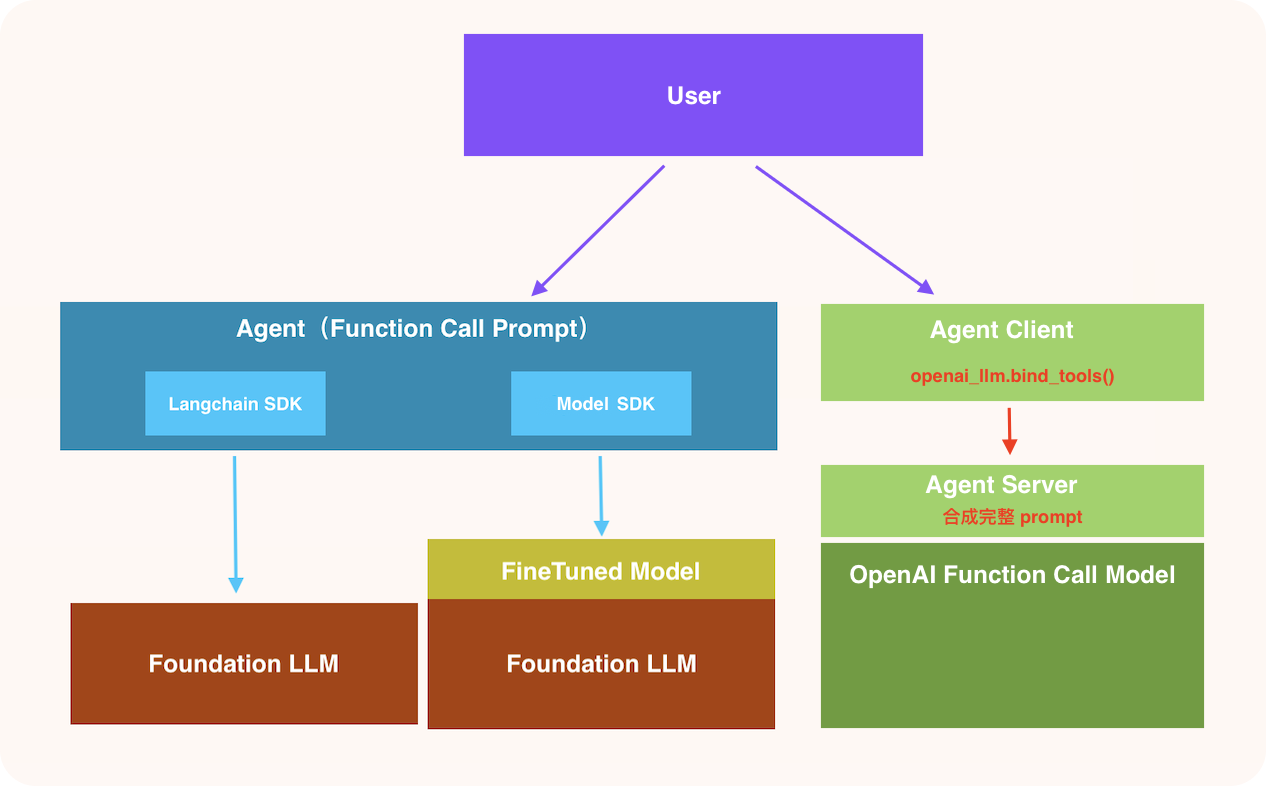 User
Agent（Function Call Prompt）
Langchain SDK
Model SDK
Agent Client
openai_llm.bind_tools()
Agent Server
合成完整 prompt
FineTuned Model
OpenAI Function Call Model
Foundation LLM
Foundation LLM